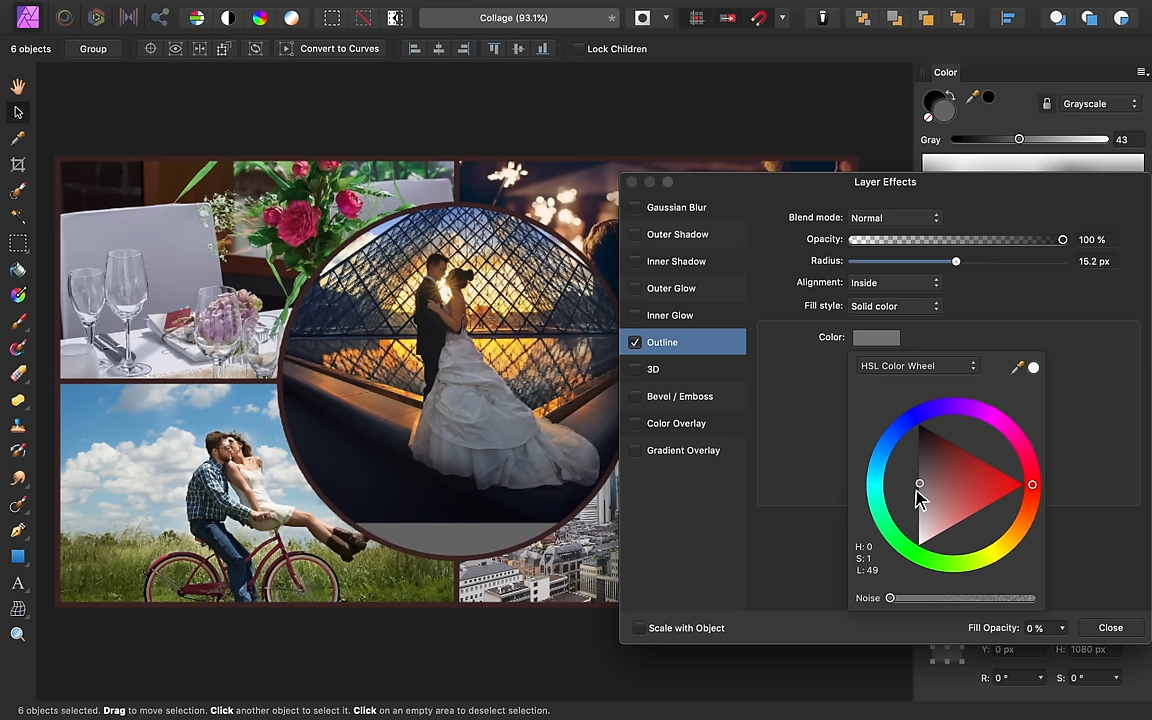 Collage (93.1%)
*
6 objects
Group
Convert to Curves
Lock Children
Color
Grayscale
Gray
43
Layer Effects
Gaussian Blur
Outer Shadow
Inner Shadow
Outer Glow
Inner Glow
Outline
3D
Bevel / Emboss
Color Overlay
Gradient Overlay
Blend mode: Normal
Opacity: 100 %
Radius: 15.2 px
Alignment: Inside
Fill style: Solid color
Color:
HSL Color Wheel
H: 0
S: 1
L: 49
Noise
Scale with Object
Fill Opacity: 0 %
Close
Y: 0 px H: 1080 px
R: 0 ° S: 0 °
A
6 objects selected. Drag to move selection. Click another object to select it. Click on an empty area to deselect selection.